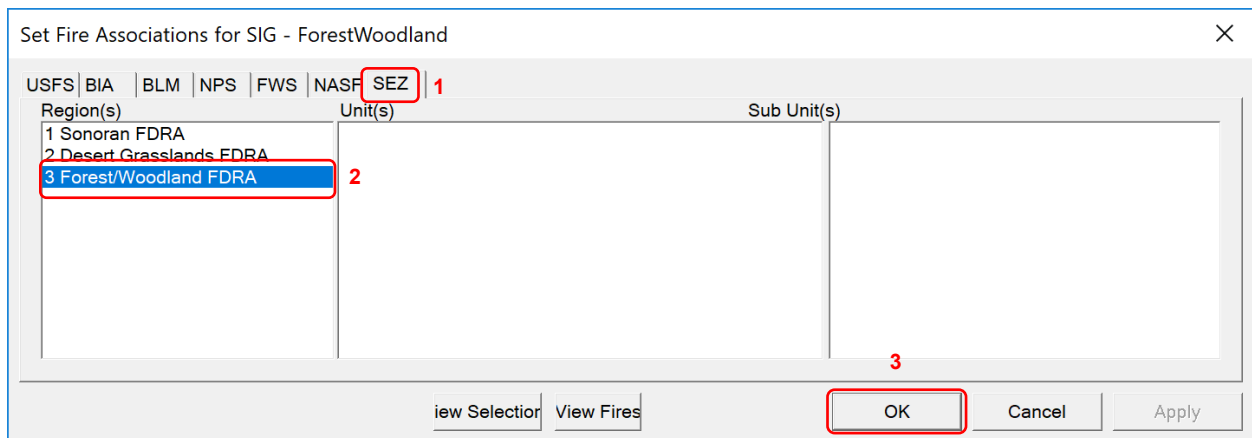 Set Fire Associations for SIG - ForestWoodland
USFS BIA BLM NPS FWS NASF SEZ 1
Region(s) Unit(s) Sub Unit(s)
1 Sonoran FDRA
2 Desert Grasslands FDRA
3 Forest/Woodland FDRA 2
3
iew Selection View Fires OK Cancel Apply